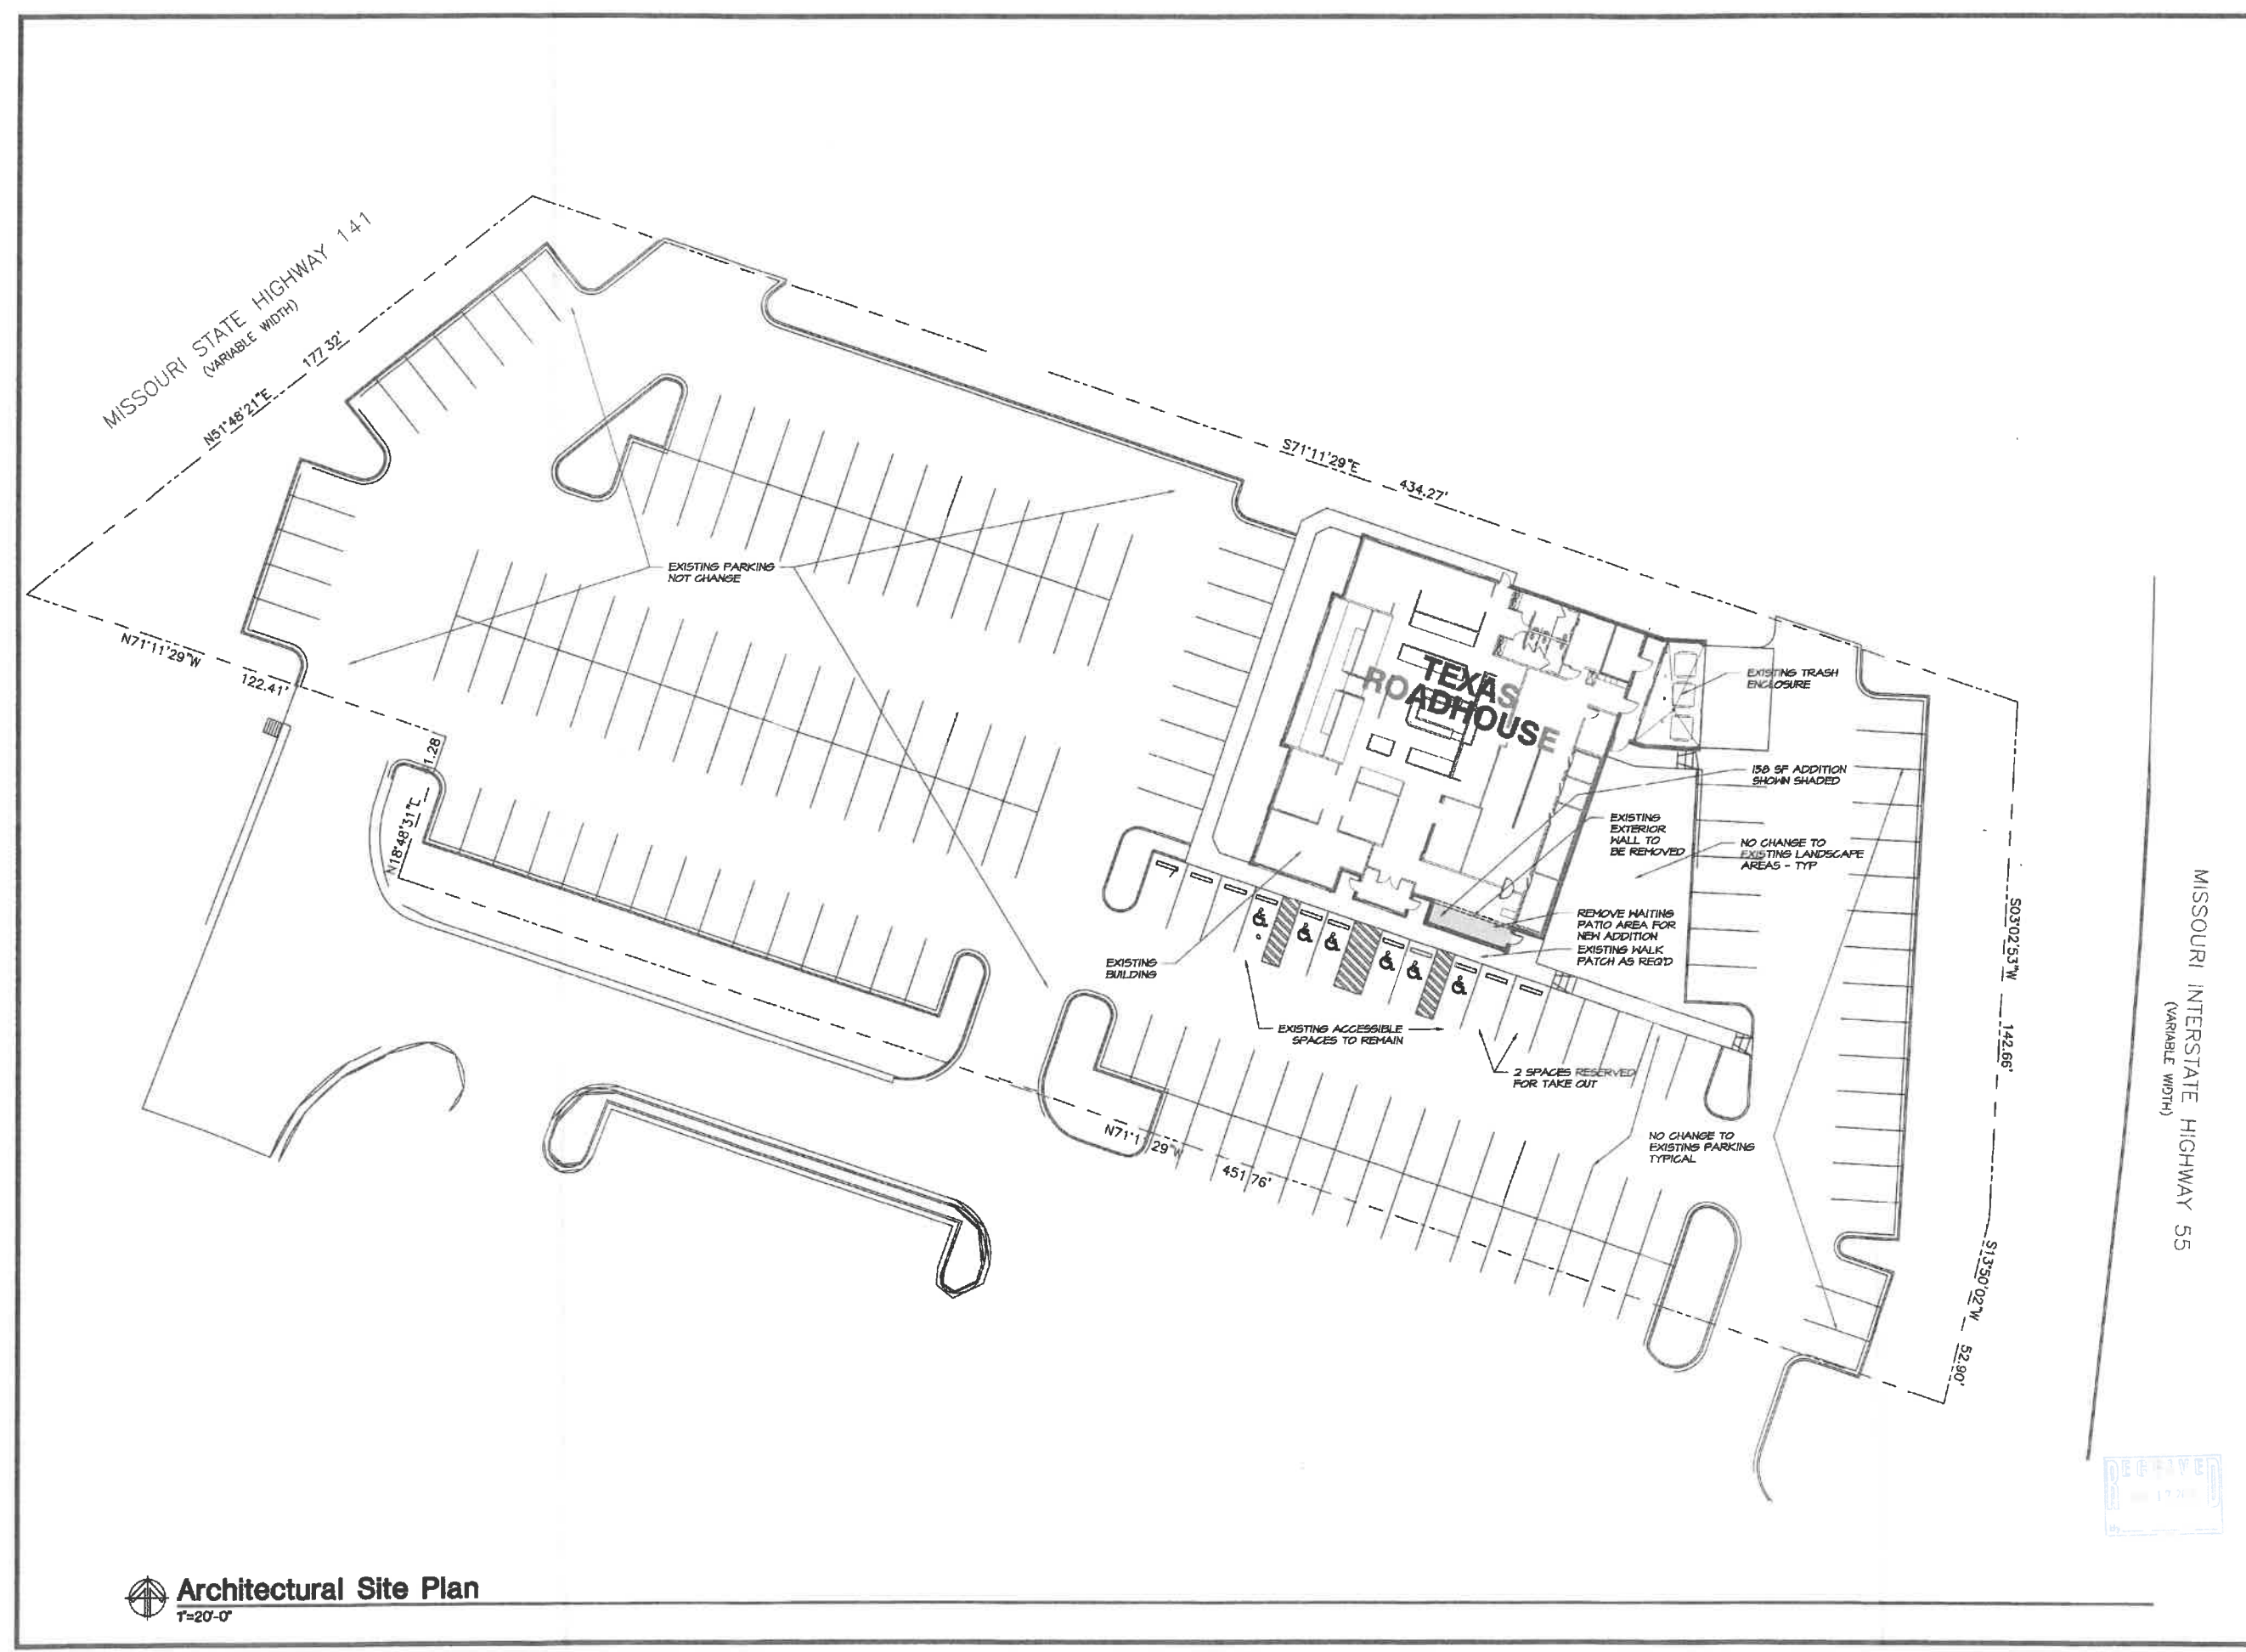 MISSOURI STATE HIGHWAY 141
(VARIABLE WIDTH)
N51°48'21"E
177.32'
S71°11'29"E
434.27'
N71°11'29"W
122.41'
EXISTING PARKING
NOT CHANGE
TEXAS
ROADHOUSE
EXISTING TRASH
ENCLOSURE
158 SF ADDITION
SHOWN SHADED
EXISTING
EXTERIOR
WALL TO
BE REMOVED
NO CHANGE TO
EXISTING LANDSCAPE
AREAS - TYP
REMOVE WAITING
PATIO AREA FOR
NEW ADDITION
EXISTING WALK
PATCH AS REQ'D
EXISTING
BUILDING
EXISTING ACCESSIBLE
SPACES TO REMAIN
2 SPACES RESERVED
FOR TAKE OUT
NO CHANGE TO
EXISTING PARKING
TYPICAL
1.28
N18°48'31"E
N71°11'29"W
451.76'
S03°02'53"W
142.66'
S13°50'02"W
52.90'
MISSOURI INTERSTATE HIGHWAY 55
(VARIABLE WIDTH)
RECEIVED
Architectural Site Plan
1"=20'-0"